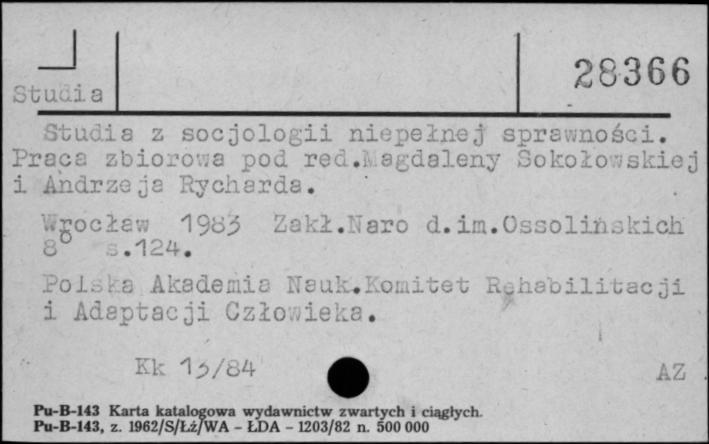 28366
Studia
Studia z socjologii niepełnej sprawności.
Praca zbiorowa pod red.Magdaleny Sokołowskiej
i Andrzeja Rycharda.
Wrocław 1983 Zakł.Naro d.im.Ossolińskich
8° s.124.
Polska Akademia Nauk.Komitet Rehabilitacji
i Adaptacji Człowieka.
Kk 13/84
AZ
Pu-B-143 Karta katalogowa wydawnictw zwartych i ciągłych.
Pu-B-143, z. 1962/S/Łź/WA – ŁDA – 1203/82 n. 500 000